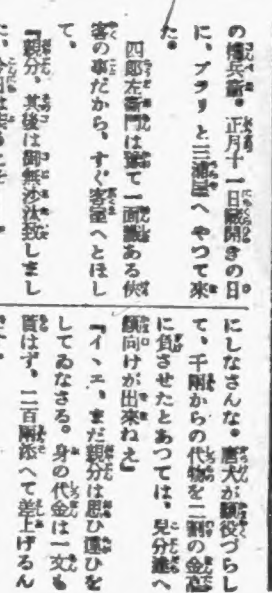 の権兵衛。正月十一日蔵開きの日
に、ブラリと三浦屋へやつて来
た。
四郎左衛門は豫て一面識ある侠
客の事だから、すぐ客室へとほし
て、
『親分、其後は御無沙汰致しまし
にしなさんな。唐犬が顔役づらし
て、千両からの代物を二割の金高
に負させたとあつては、兄分達へ
顔向けが出来ねえ』
『イヽエ、まだ親分は思ひ違ひを
してゐなさる。身の代金は一文も
貰はず、二百両添へて差上げるん